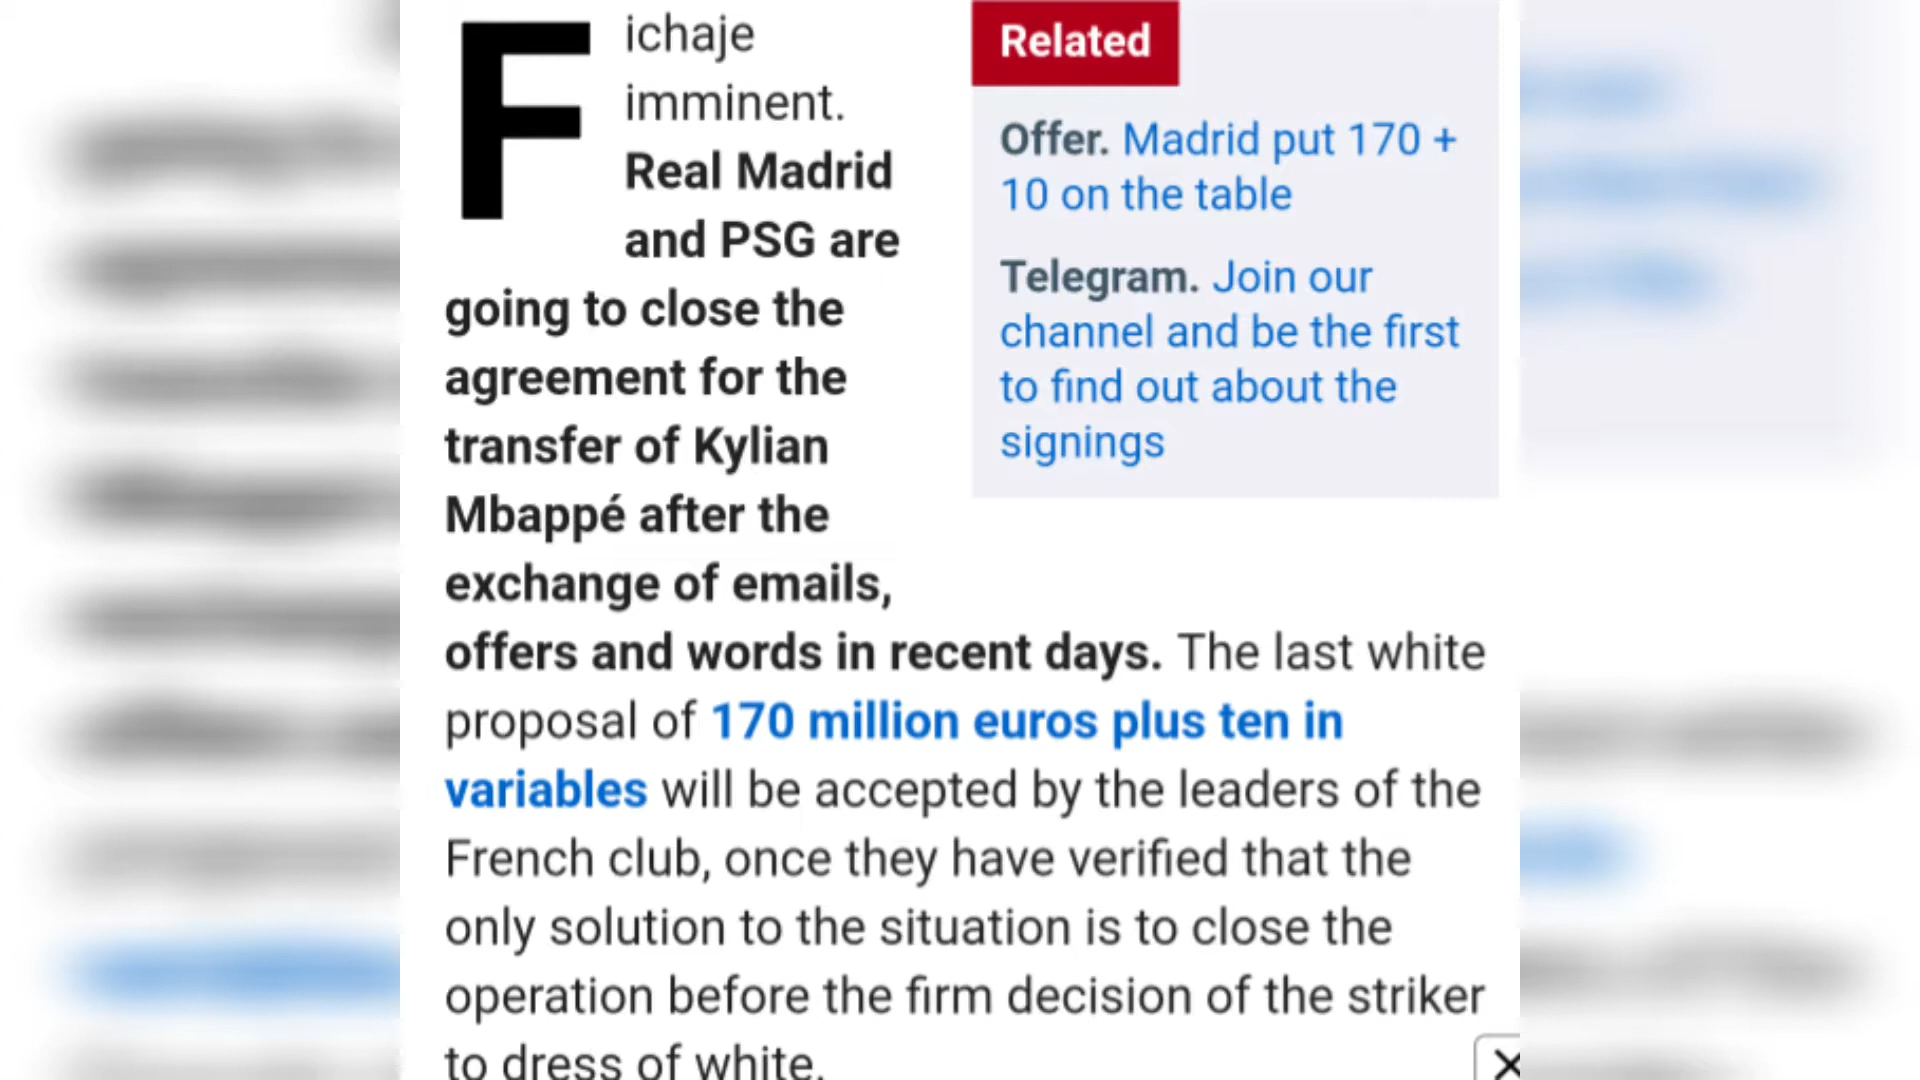 Fichaje
imminent.
Real Madrid
and PSG are
going to close the
agreement for the
transfer of Kylian
Mbappé after the
exchange of emails,
offers and words in recent days. The last white
proposal of 170 million euros plus ten in
variables will be accepted by the leaders of the
French club, once they have verified that the
only solution to the situation is to close the
operation before the firm decision of the striker
to dress of white.
Related
Offer. Madrid put 170 +
10 on the table
Telegram. Join our
channel and be the first
to find out about the
signings